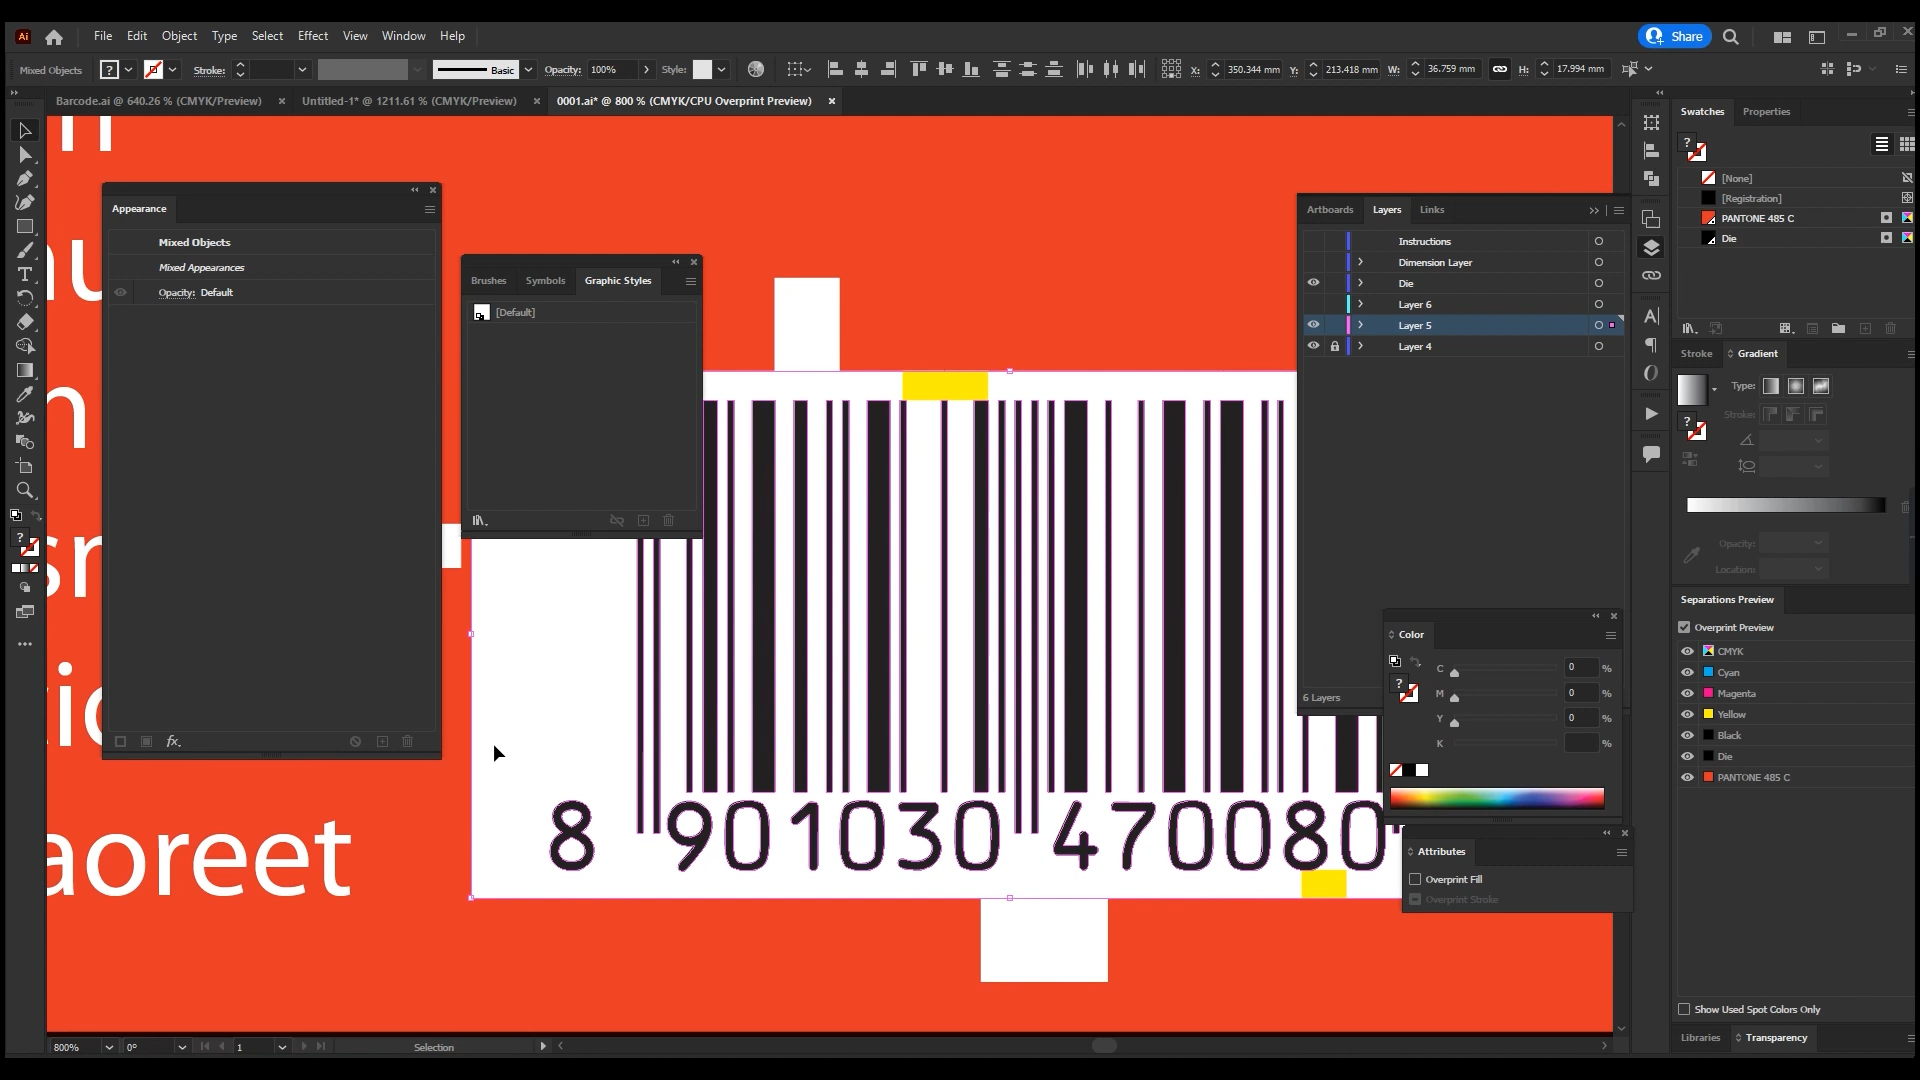 Ai File Edit Object Type Select Effect View Window Help Share
Mixed Objects ? Stroke: Basic Opacity: 100% Style: X: 350.344 mm Y: 213.418 mm W: 36.759 mm H: 17.994 mm
Barcode.ai @ 640.26 % (CMYK/Preview) × Untitled-1* @ 1211.61 % (CMYK/Preview) × 0001.ai* @ 800 % (CMYK/CPU Overprint Preview) ×
Appearance
Mixed Objects
Mixed Appearances
Opacity: Default
fx.
Brushes Symbols Graphic Styles
[Default]
aoreet
8 901030 470080
Artboards Layers Links
Instructions
Dimension Layer
Die
Layer 6
Layer 5
Layer 4
6 Layers
Color
?
C 0 %
M 0 %
Y 0 %
K %
Attributes
Overprint Fill
Overprint Stroke
Swatches Properties
?
[None]
[Registration]
PANTONE 485 C
Die
Stroke Gradient
Type:
Stroke:
?
Opacity:
Location:
Separations Preview
Overprint Preview
CMYK
Cyan
Magenta
Yellow
Black
Die
PANTONE 485 C
Show Used Spot Colors Only
Libraries Transparency
800% 0° 1 Selection